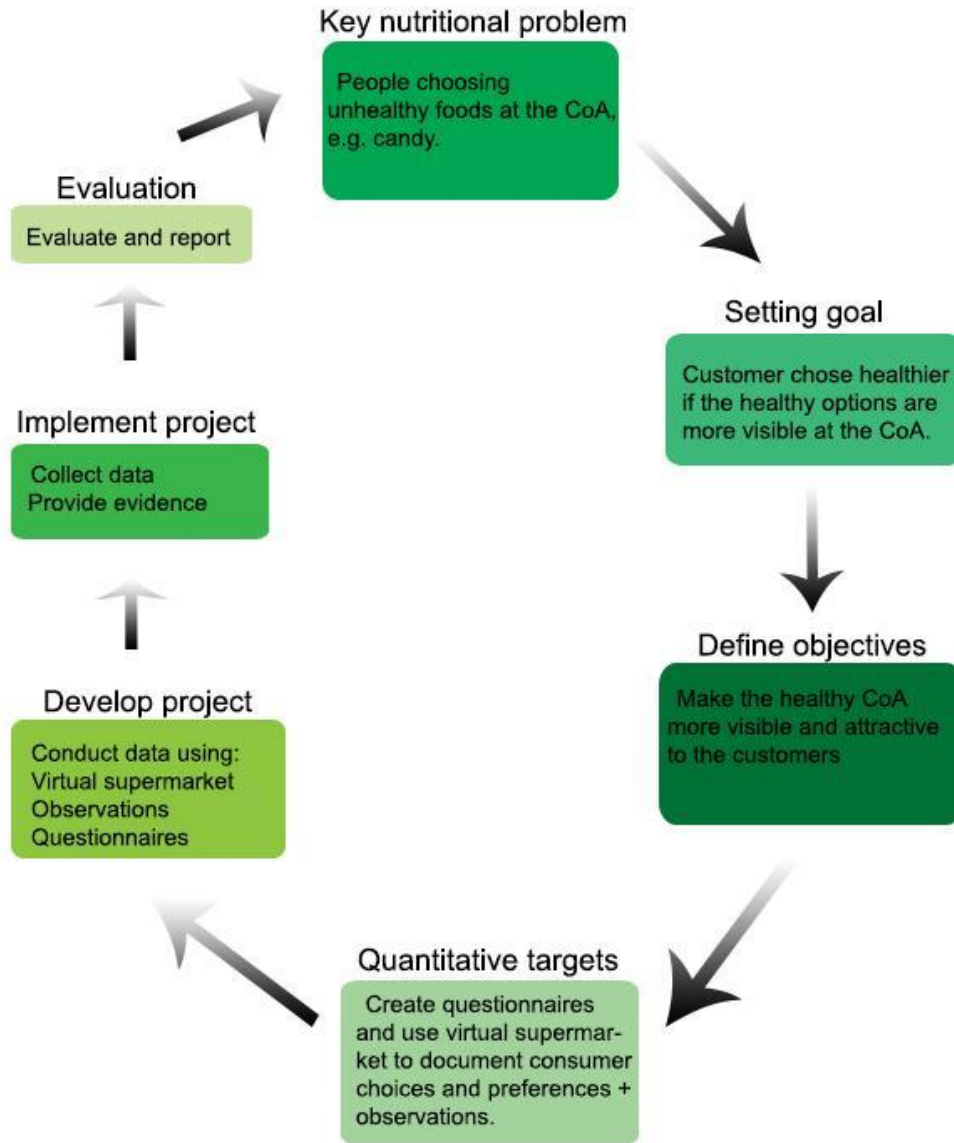 Key nutritional problem
People choosing
unhealthy foods at the CoA,
e.g. candy.
Setting goal
Customer chose healthier
if the healthy options are
more visible at the CoA.
Define objectives
Make the healthy CoA
more visible and attractive
to the customers
Quantitative targets
Create questionnaires
and use virtual supermar-
ket to document consumer
choices and preferences +
observations.
Develop project
Conduct data using:
Virtual supermarket
Observations
Questionnaires
Implement project
Collect data
Provide evidence
Evaluation
Evaluate and report